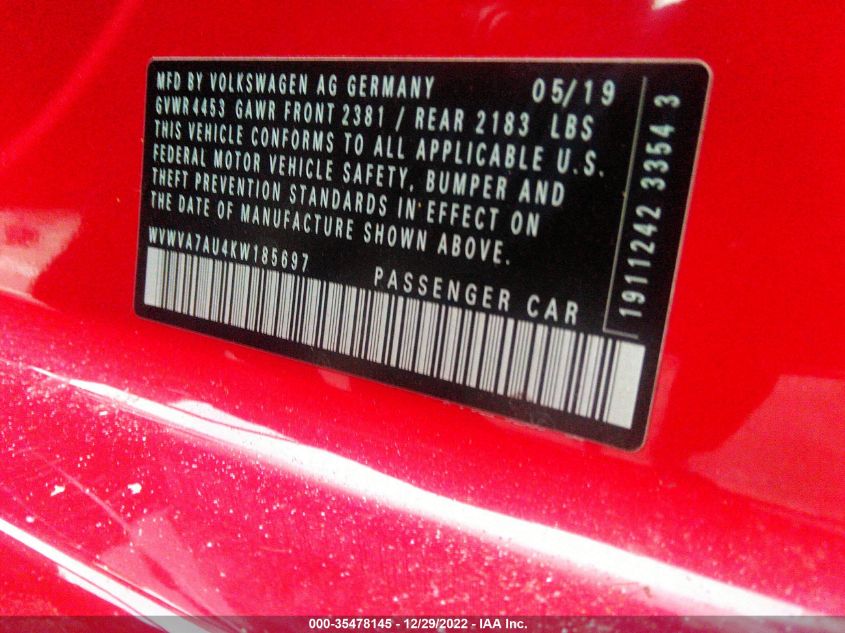 MFD BY VOLKSWAGEN AG GERMANY 05/19
GVWR4453 GAWR FRONT 2381 / REAR 2183 LBS
THIS VEHICLE CONFORMS TO ALL APPLICABLE U.S.
FEDERAL MOTOR VEHICLE SAFETY, BUMPER AND
THEFT PREVENTION STANDARDS IN EFFECT ON
THE DATE OF MANUFACTURE SHOWN ABOVE.
WVWVA7AU4KW185697
PASSENGER CAR
1911242 3354 3
000-35478145 - 12/29/2022 - IAA Inc.